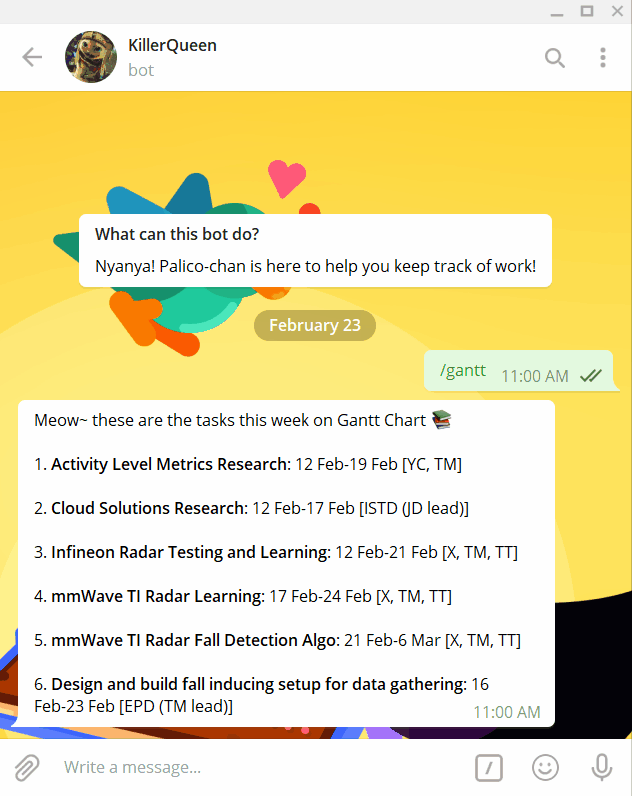 KillerQueen
bot
What can this bot do?
Nyanya! Palico-chan is here to help you keep track of work!
February 23
/gantt 11:00 AM
Meow~ these are the tasks this week on Gantt Chart 📚
1. Activity Level Metrics Research: 12 Feb-19 Feb [YC, TM]
2. Cloud Solutions Research: 12 Feb-17 Feb [ISTD (JD lead)]
3. Infineon Radar Testing and Learning: 12 Feb-21 Feb [X, TM, TT]
4. mmWave TI Radar Learning: 17 Feb-24 Feb [X, TM, TT]
5. mmWave TI Radar Fall Detection Algo: 21 Feb-6 Mar [X, TM, TT]
6. Design and build fall inducing setup for data gathering: 16
Feb-23 Feb [EPD (TM lead)]
11:00 AM
Write a message...